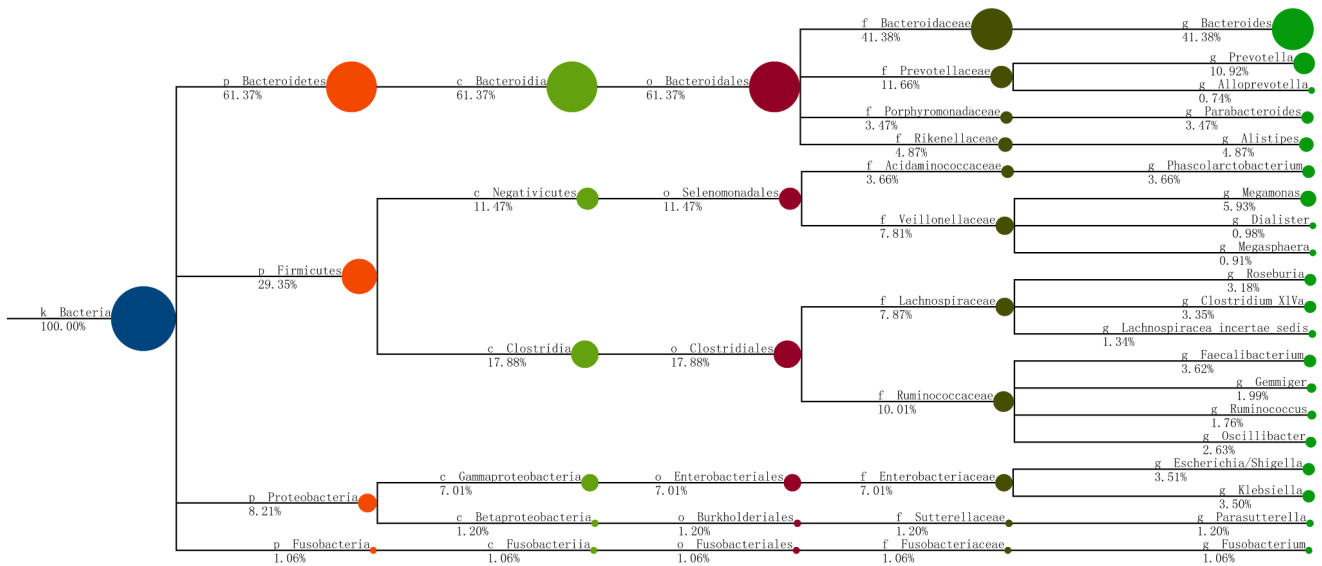 f Bacteroidaceae
41.38%
g Bacteroides
41.38%
g Prevotella
10.92%
f Prevotellaceae
11.66%
p Bacteroidetes
61.37%
c Bacteroidia
61.37%
o Bacteroidales
61.37%
g Alloprevotella
0.74%
f Porphyromonadaceae
3.47%
g Parabacteroides
3.47%
f Rikenellaceae
4.87%
g Alistipes
4.87%
f Acidaminococcaceae
3.66%
g Phascolarctobacterium
3.66%
c Negativicutes
11.47%
o Selenomonadales
11.47%
g Megamonas
5.93%
f Veillonellaceae
7.81%
g Dialister
0.98%
g Megasphaera
0.91%
p Firmicutes
29.35%
g Roseburia
3.18%
f Lachnospiraceae
7.87%
g Clostridium XlVa
3.35%
k Bacteria
100.00%
g Lachnospiracea incertae sedis
1.34%
c Clostridia
17.88%
o Clostridiales
17.88%
g Faecalibacterium
3.62%
g Gemmiger
1.99%
f Ruminococcaceae
10.01%
g Ruminococcus
1.76%
g Oscillibacter
2.63%
g Escherichia/Shigella
3.51%
c Gammaproteobacteria
7.01%
o Enterobacteriales
7.01%
f Enterobacteriaceae
7.01%
p Proteobacteria
8.21%
g Klebsiella
3.50%
c Betaproteobacteria
1.20%
o Burkholderiales
1.20%
f Sutterellaceae
1.20%
g Parasutterella
1.20%
p Fusobacteria
1.06%
c Fusobacteriia
1.06%
o Fusobacteriales
1.06%
f Fusobacteriaceae
1.06%
g Fusobacterium
1.06%